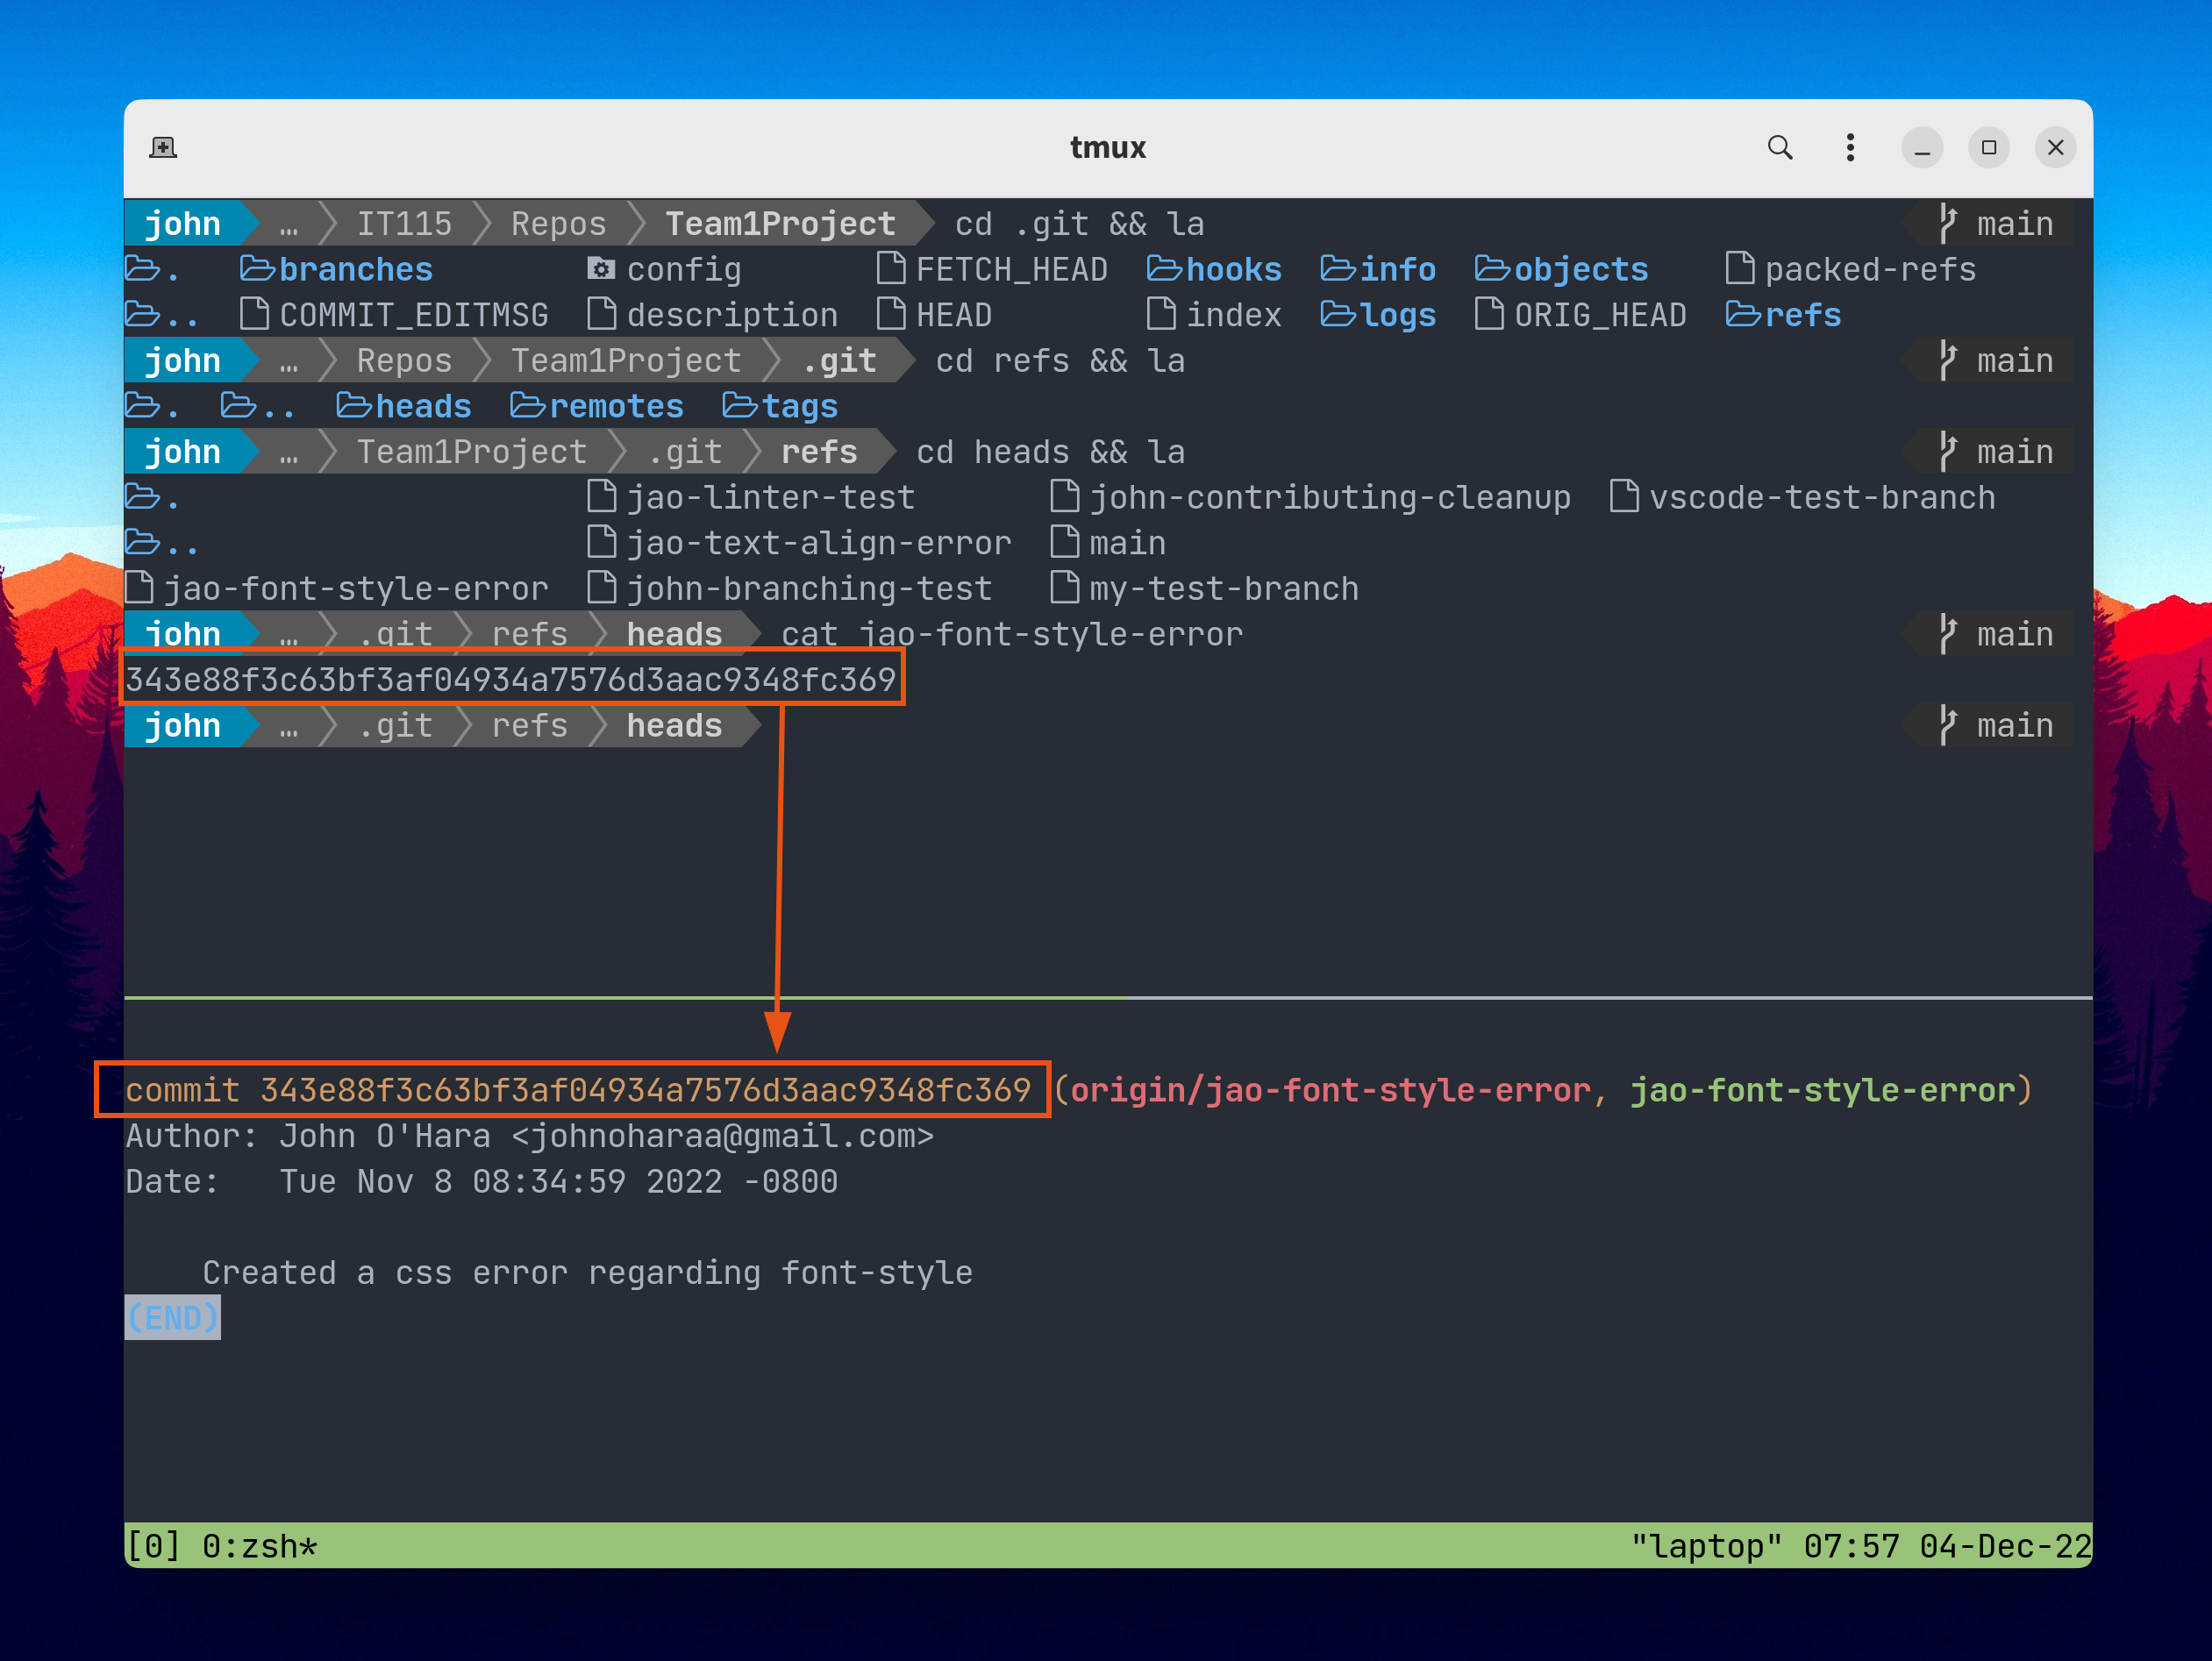 tmux
john … IT115 Repos Team1Project cd .git && la main
. branches config FETCH_HEAD hooks info objects packed-refs
.. COMMIT_EDITMSG description HEAD index logs ORIG_HEAD refs
john … Repos Team1Project .git cd refs && la main
. .. heads remotes tags
john … Team1Project .git refs cd heads && la main
. jao-linter-test john-contributing-cleanup vscode-test-branch
.. jao-text-align-error main
jao-font-style-error john-branching-test my-test-branch
john … .git refs heads cat jao-font-style-error main
343e88f3c63bf3af04934a7576d3aac9348fc369
john … .git refs heads main
commit 343e88f3c63bf3af04934a7576d3aac9348fc369 (origin/jao-font-style-error, jao-font-style-error)
Author: John O'Hara <johnoharaa@gmail.com>
Date:   Tue Nov 8 08:34:59 2022 -0800
Created a css error regarding font-style
(END)
[0] 0:zsh* "laptop" 07:57 04-Dec-22